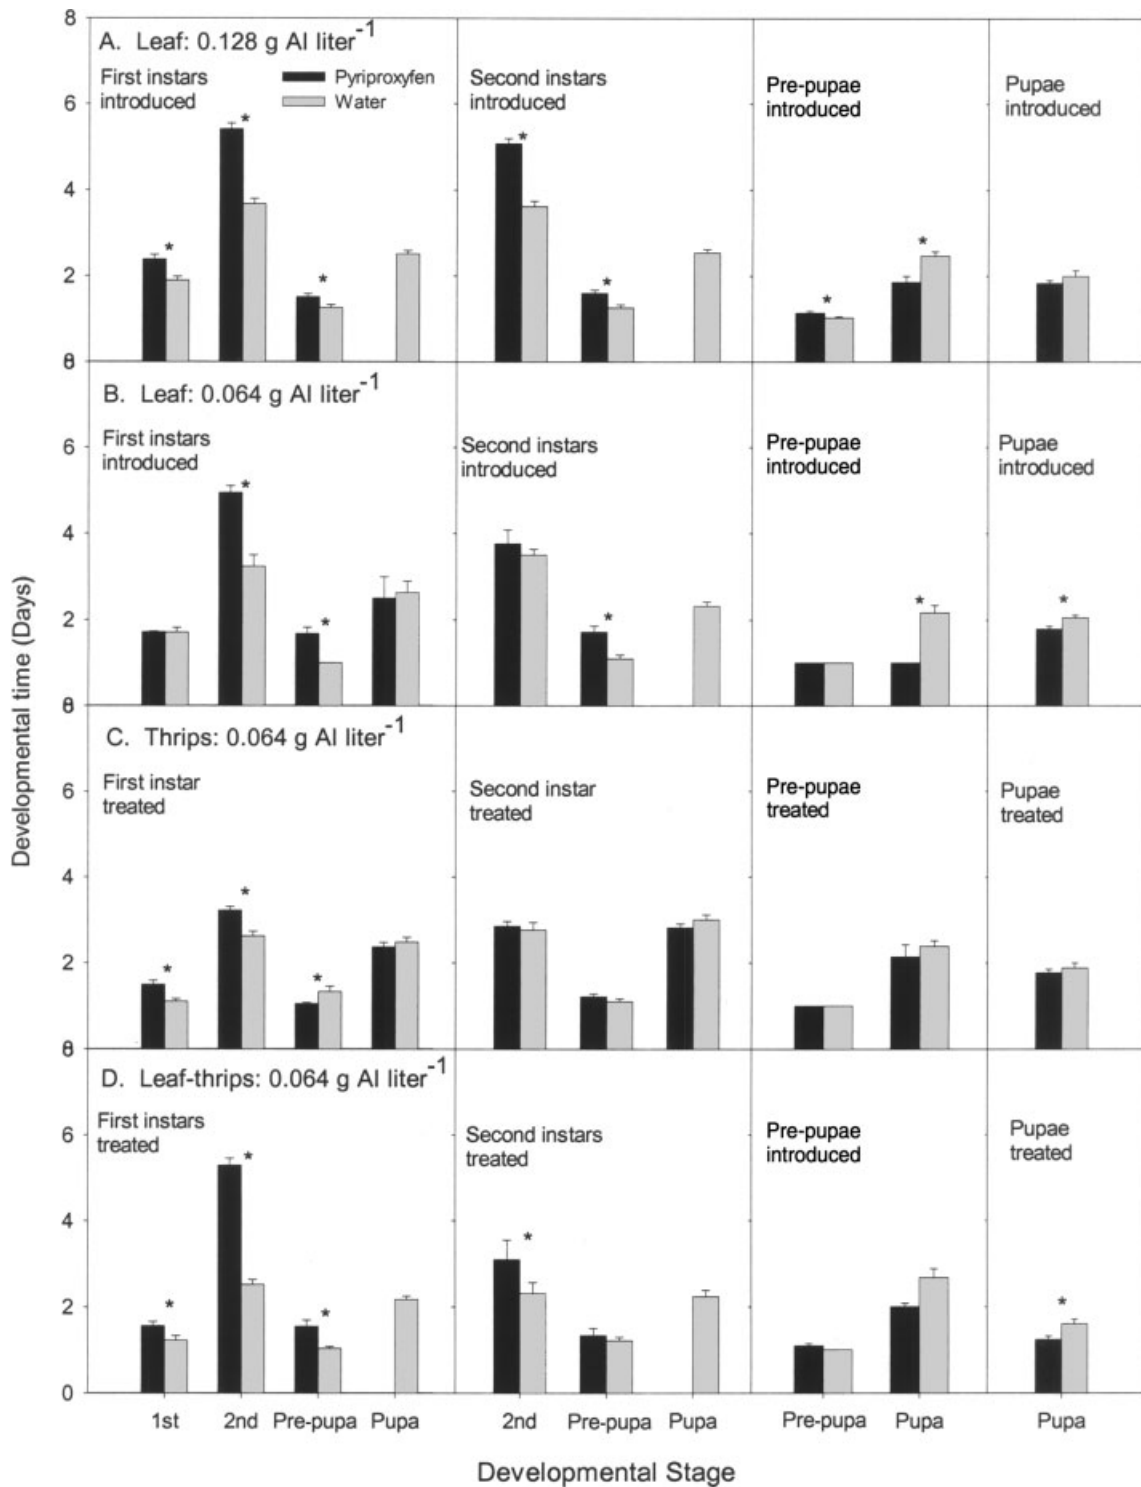 8
A. Leaf: 0.128 g AI liter-1
First instars
introduced
Pyriproxyfen
Water
Second instars
introduced
Pre-pupae
introduced
Pupae
introduced
6
4
2
*
*
*
*
*
*
*
B. Leaf: 0.064 g AI liter-1
First instars
introduced
Second instars
introduced
Pre-pupae
introduced
Pupae
introduced
6
4
2
*
*
*
*
*
C. Thrips: 0.064 g AI liter-1
First instar
treated
Second instar
treated
Pre-pupae
treated
Pupae
treated
6
4
2
*
*
*
D. Leaf-thrips: 0.064 g AI liter-1
First instars
treated
Second instars
treated
Pre-pupae
introduced
Pupae
treated
6
4
2
0
*
*
*
*
*
1st 2nd Pre-pupa Pupa 2nd Pre-pupa Pupa Pre-pupa Pupa Pupa
Developmental Stage
Developmental time (Days)